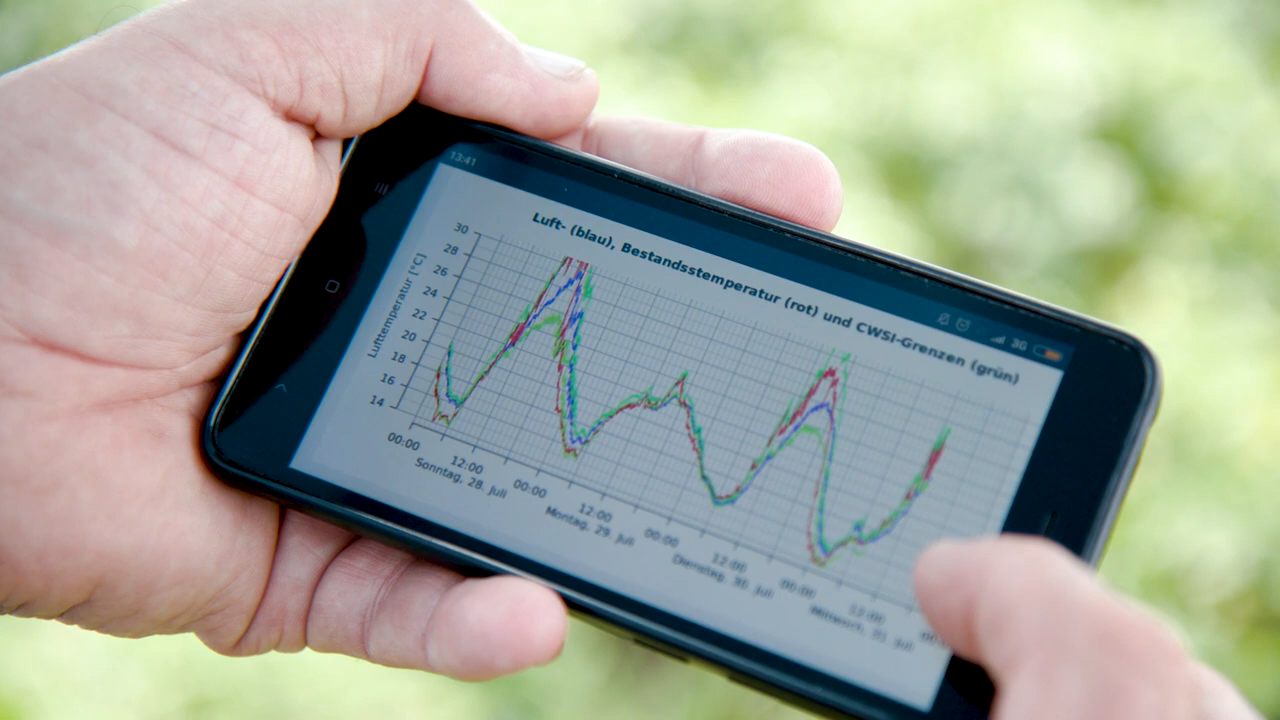 13:41
3G
Luft- (blau), Bestandsstemperatur (rot) und CWSI-Grenzen (grün)
Lufttemperatur [°C]
30
28
26
24
22
20
18
16
14
00:00
12:00
00:00
12:00
00:00
12:00
00:00
12:00
Sonntag, 28. Juli
Montag, 29. Juli
Dienstag, 30. Juli
Mittwoch, 31. Juli